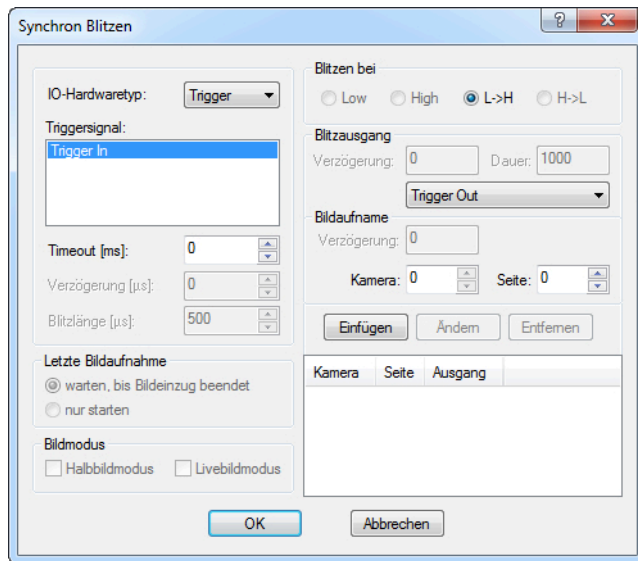 Synchron Blitzen
IO-Hardwaretyp: Trigger
Triggersignal:
Trigger In
Timeout [ms]: 0
Verzögerung [µs]: 0
Blitzlänge [µs]: 500
Letzte Bildaufnahme
warten, bis Bildeinzug beendet
nur starten
Bildmodus
Halbbildmodus Livebildmodus
Blitzen bei
Low High L->H H->L
Blitzausgang
Verzögerung: 0 Dauer: 1000
Trigger Out
Bildaufname
Verzögerung: 0
Kamera: 0 Seite: 0
Einfügen Ändern Entfernen
Kamera Seite Ausgang
OK Abbrechen